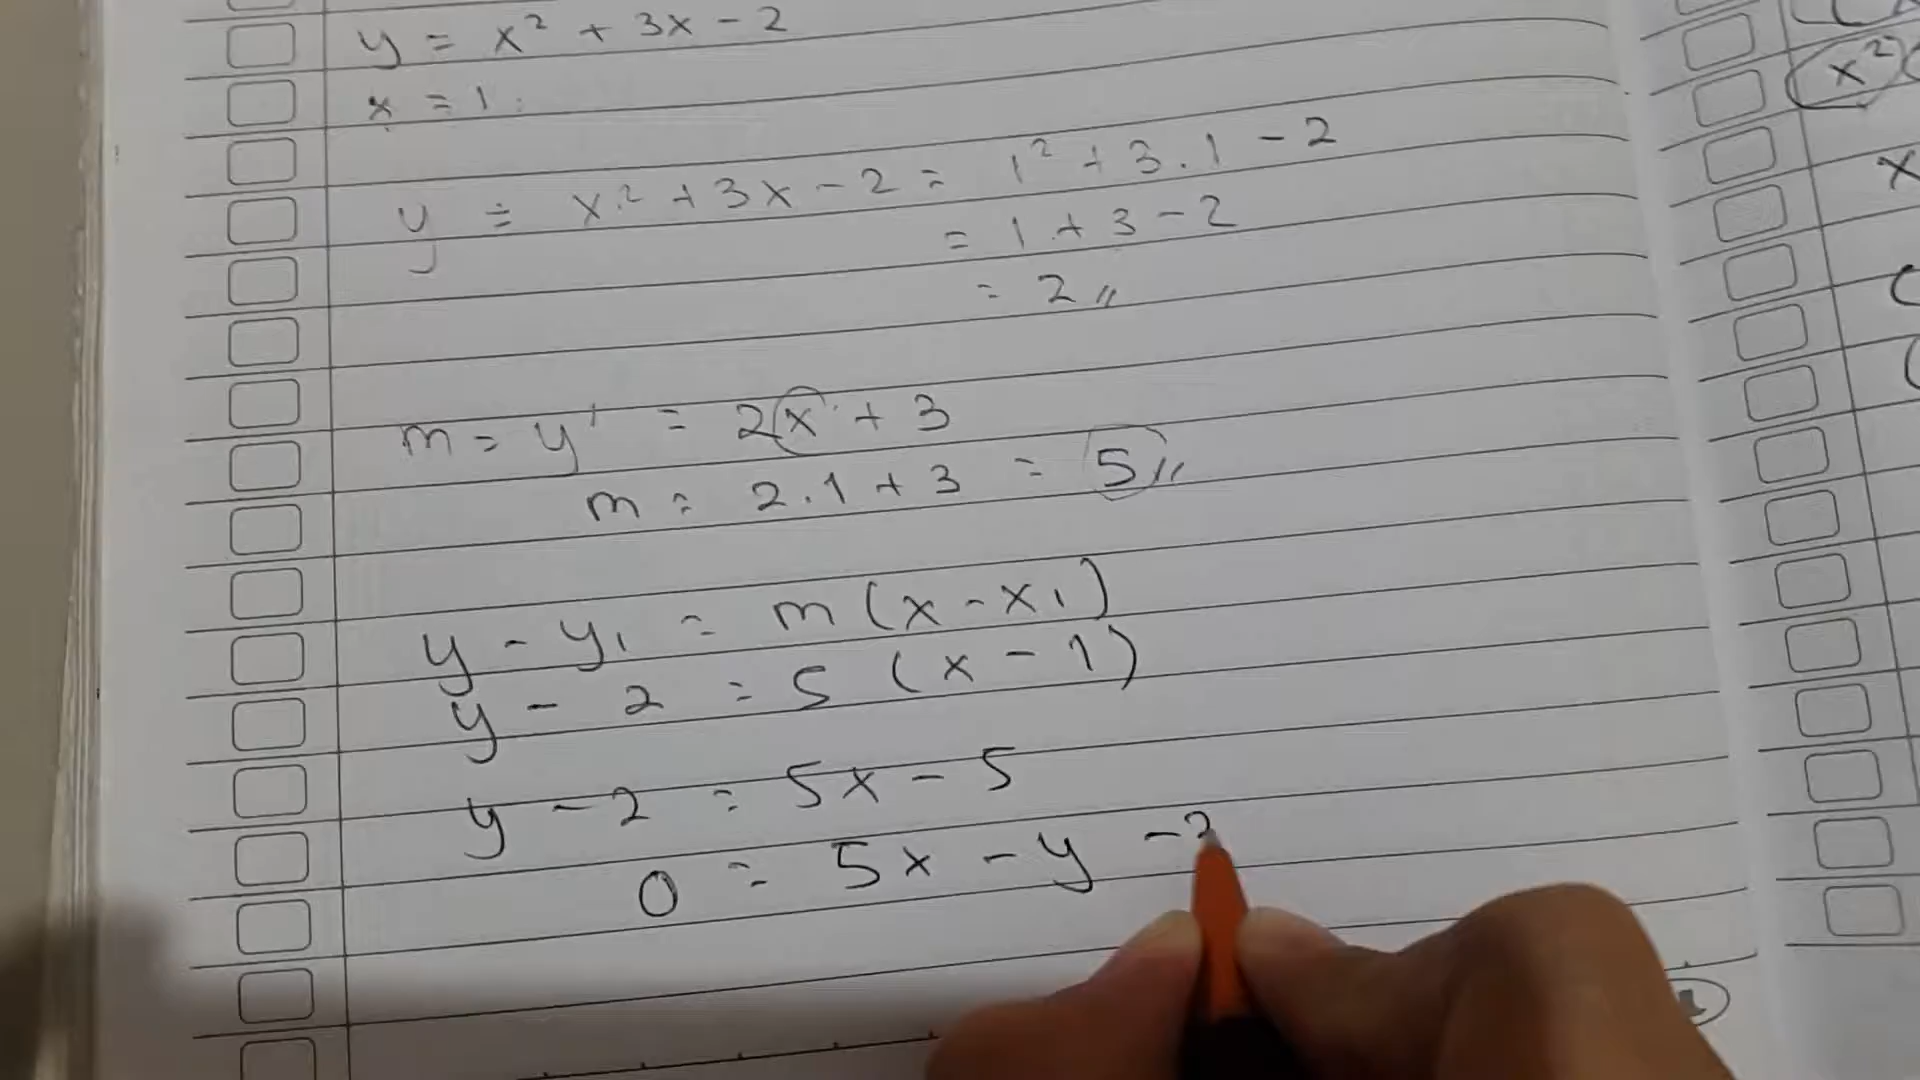 y = x² + 3x - 2
x = 1
y = x² + 3x - 2 = 1² + 3.1 - 2
= 1 + 3 - 2
= 2 //
m = y' = 2x + 3
m = 2.1 + 3 = 5 //
y - y₁ = m (x - x₁)
y - 2 = 5 (x - 1)
y - 2 = 5x - 5
0 = 5x - y -
x²
x